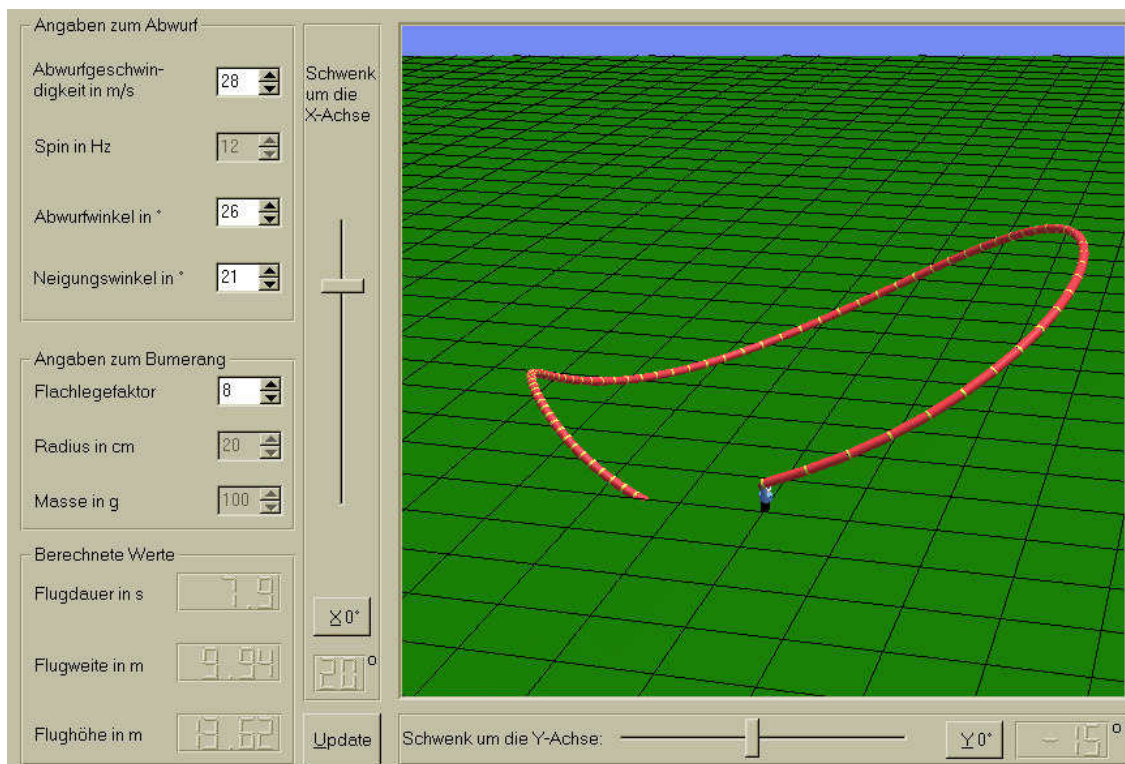 Angaben zum Abwurf
Abwurfgeschwin-
digkeit in m/s
28
Spin in Hz
12
Abwurfwinkel in °
26
Neigungswinkel in °
21
Angaben zum Bumerang
Flachlegefaktor
8
Radius in cm
20
Masse in g
100
Berechnete Werte
Flugdauer in s
7.9
Flugweite in m
9.94
Flughöhe in m
13.62
Schwenk
um die
X-Achse
X 0°
20°
Update
Schwenk um die Y-Achse:
Y 0°
-15°